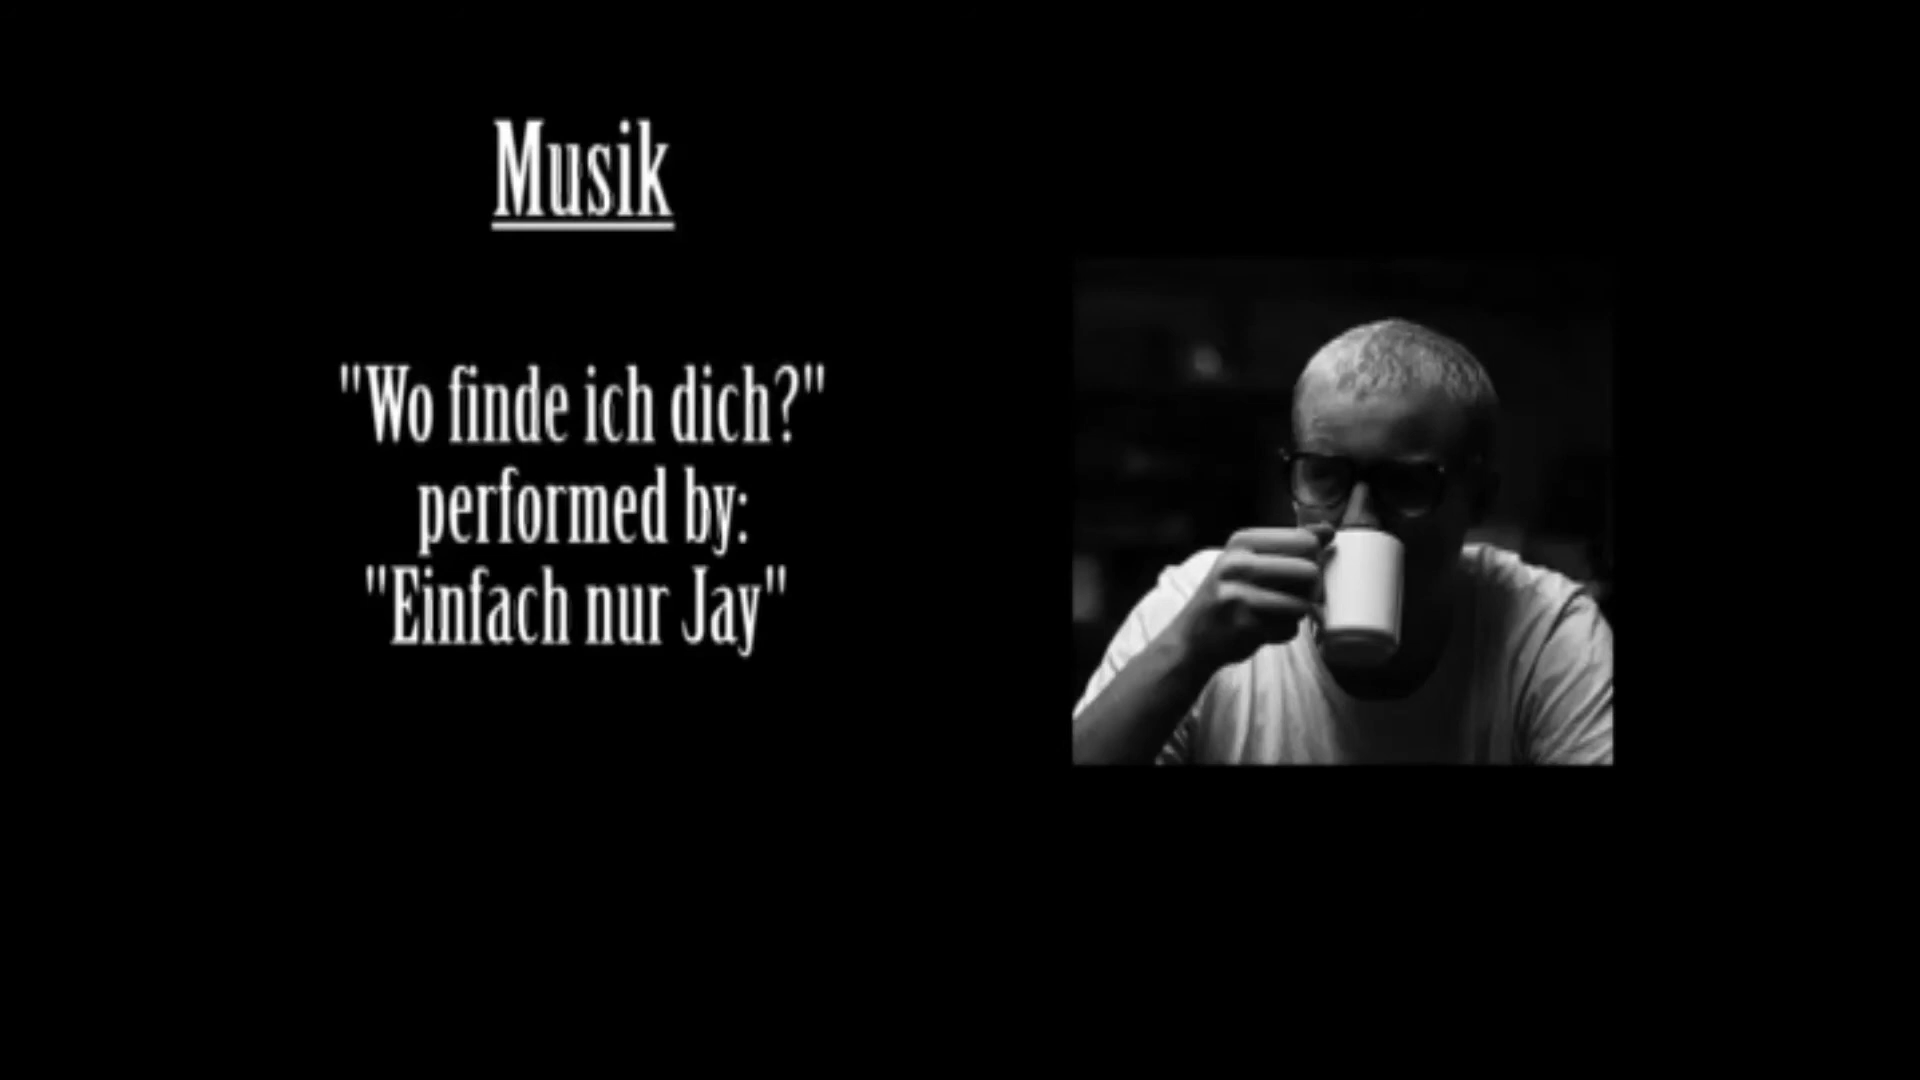 Musik
"Wo finde ich dich?"
performed by:
"Einfach nur Jay"